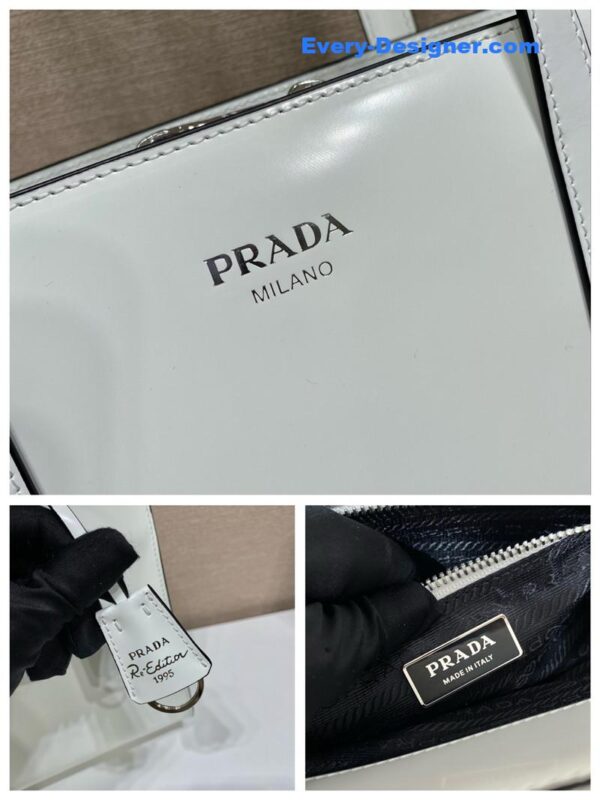 Every-Designer.com
PRADA
MILANO
PRADA
Re-Edition
1995
PRADA
MADE IN ITALY